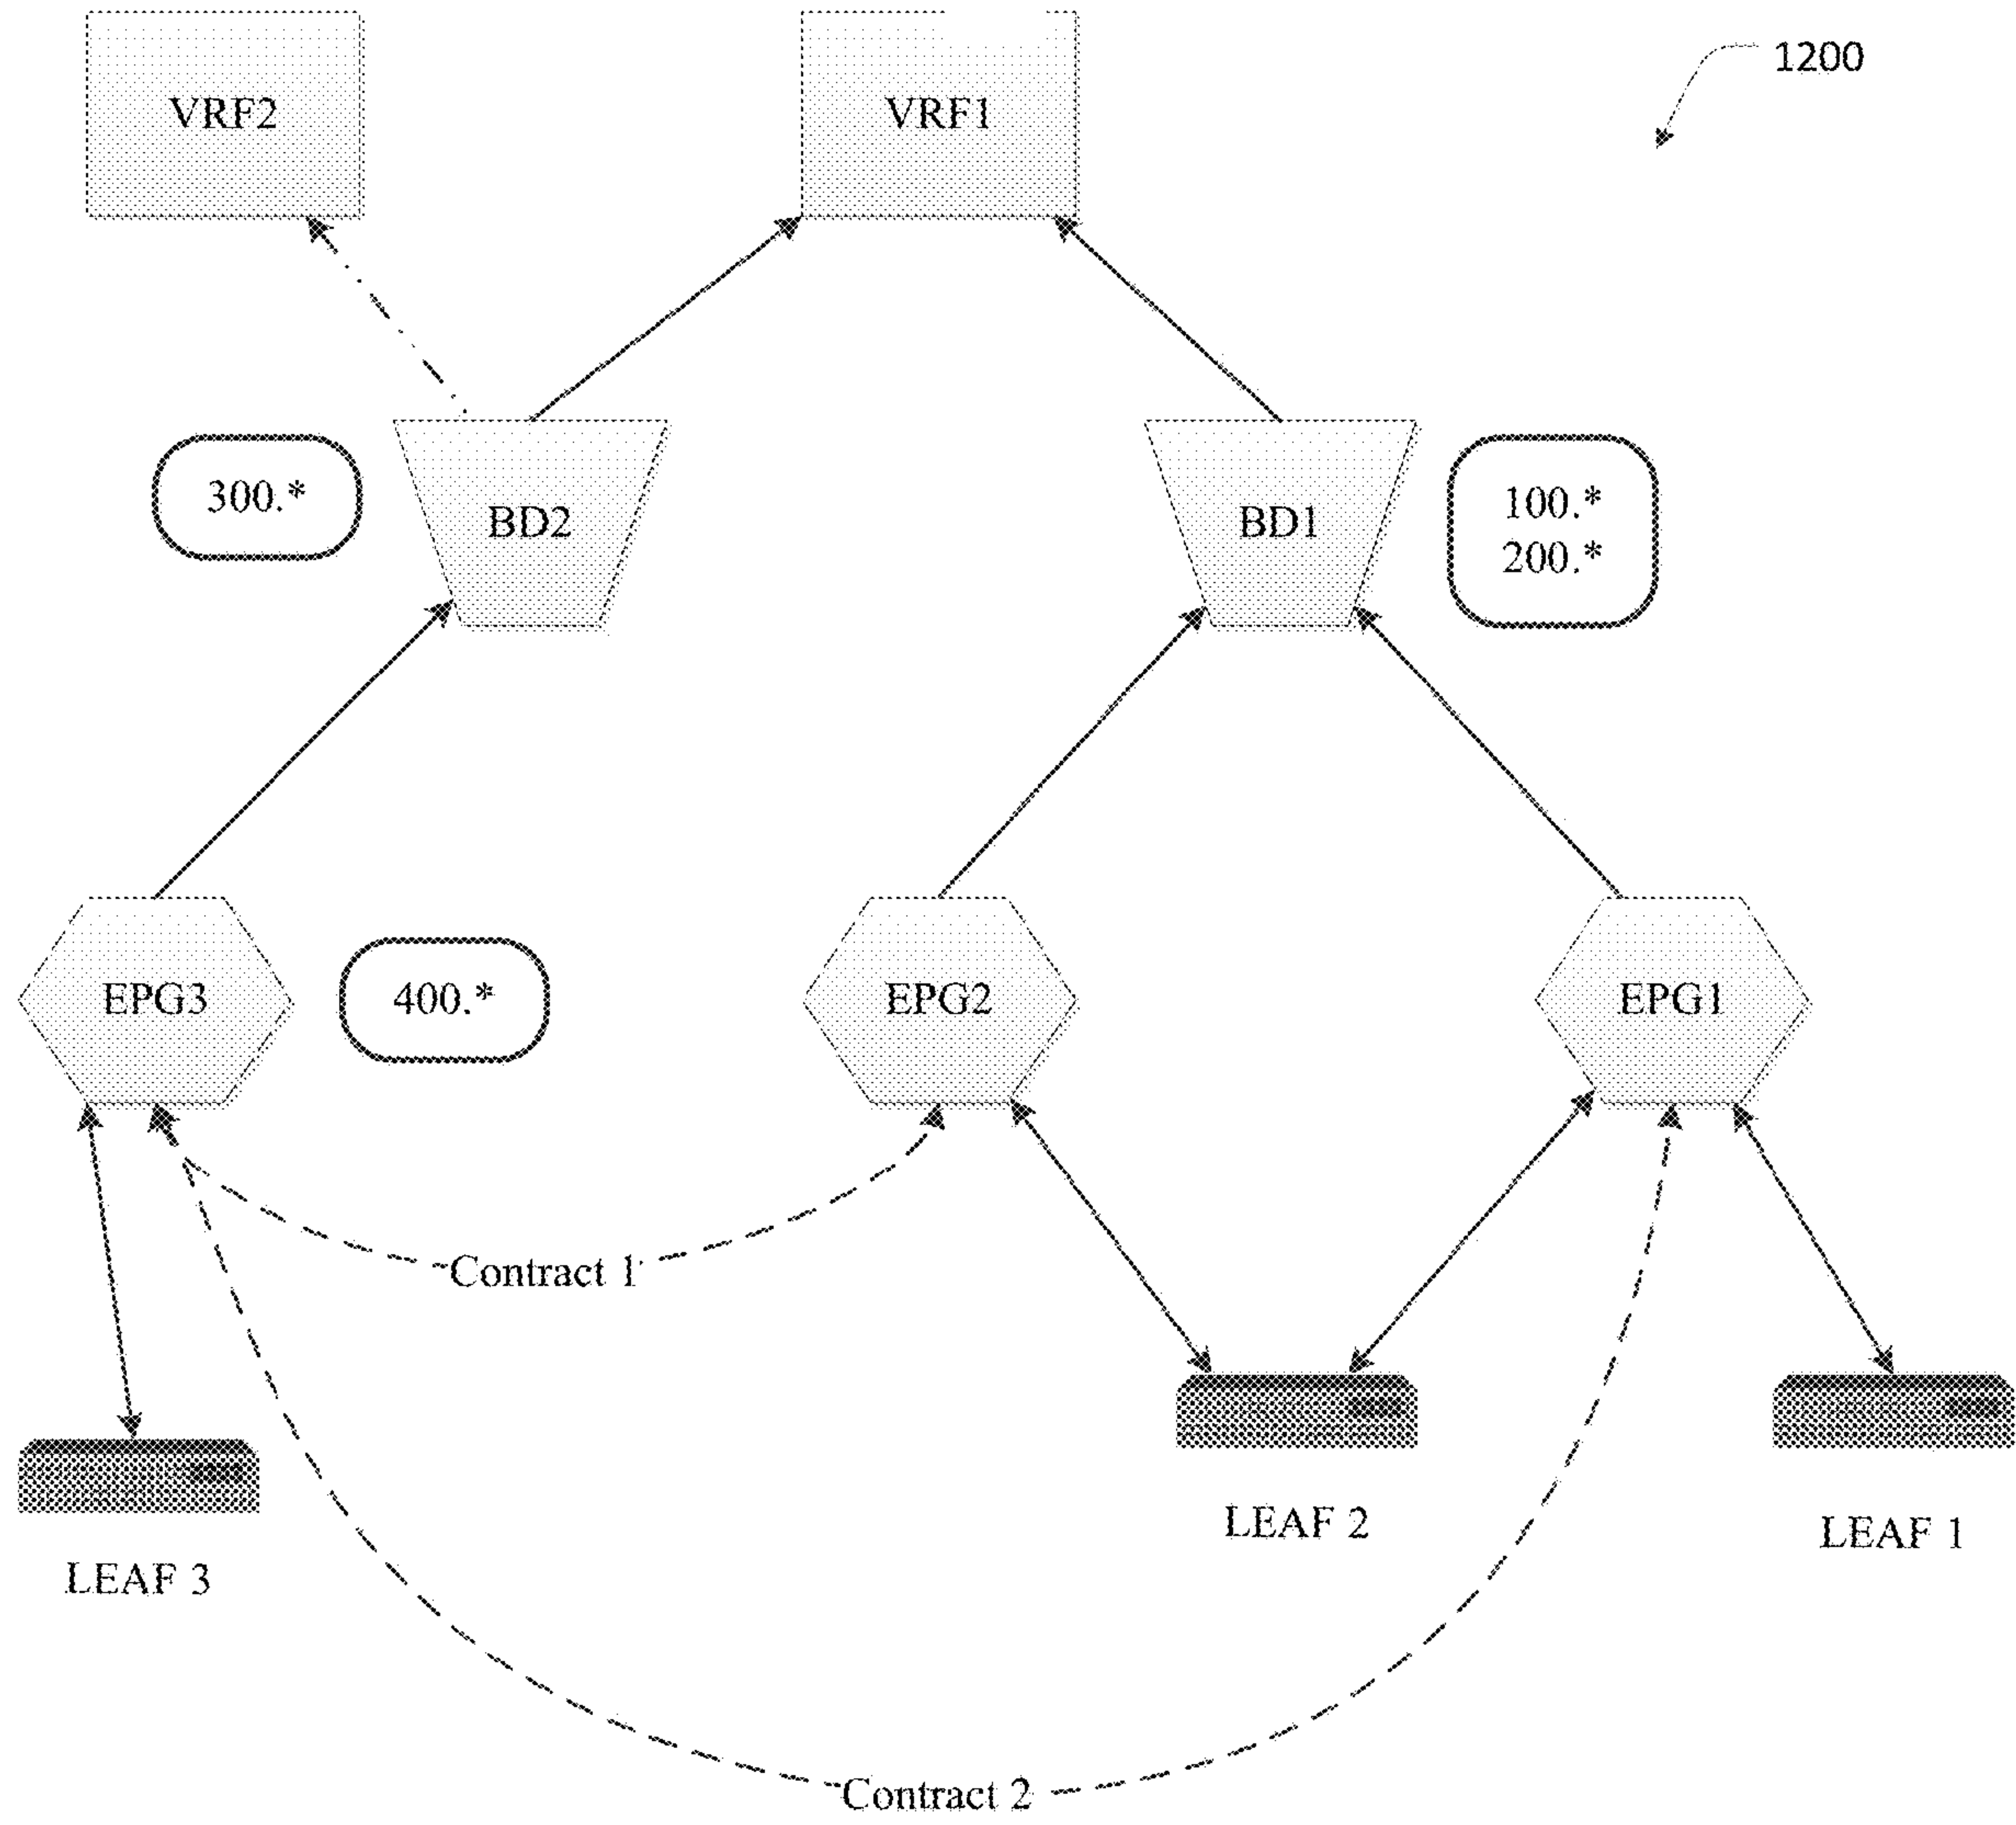 1200
VRF2
VRF1
300.*
BD2
BD1
100.*
200.*
EPG3
400.*
EPG2
EPG1
Contract 1
LEAF 3
LEAF 2
LEAF 1
Contract 2